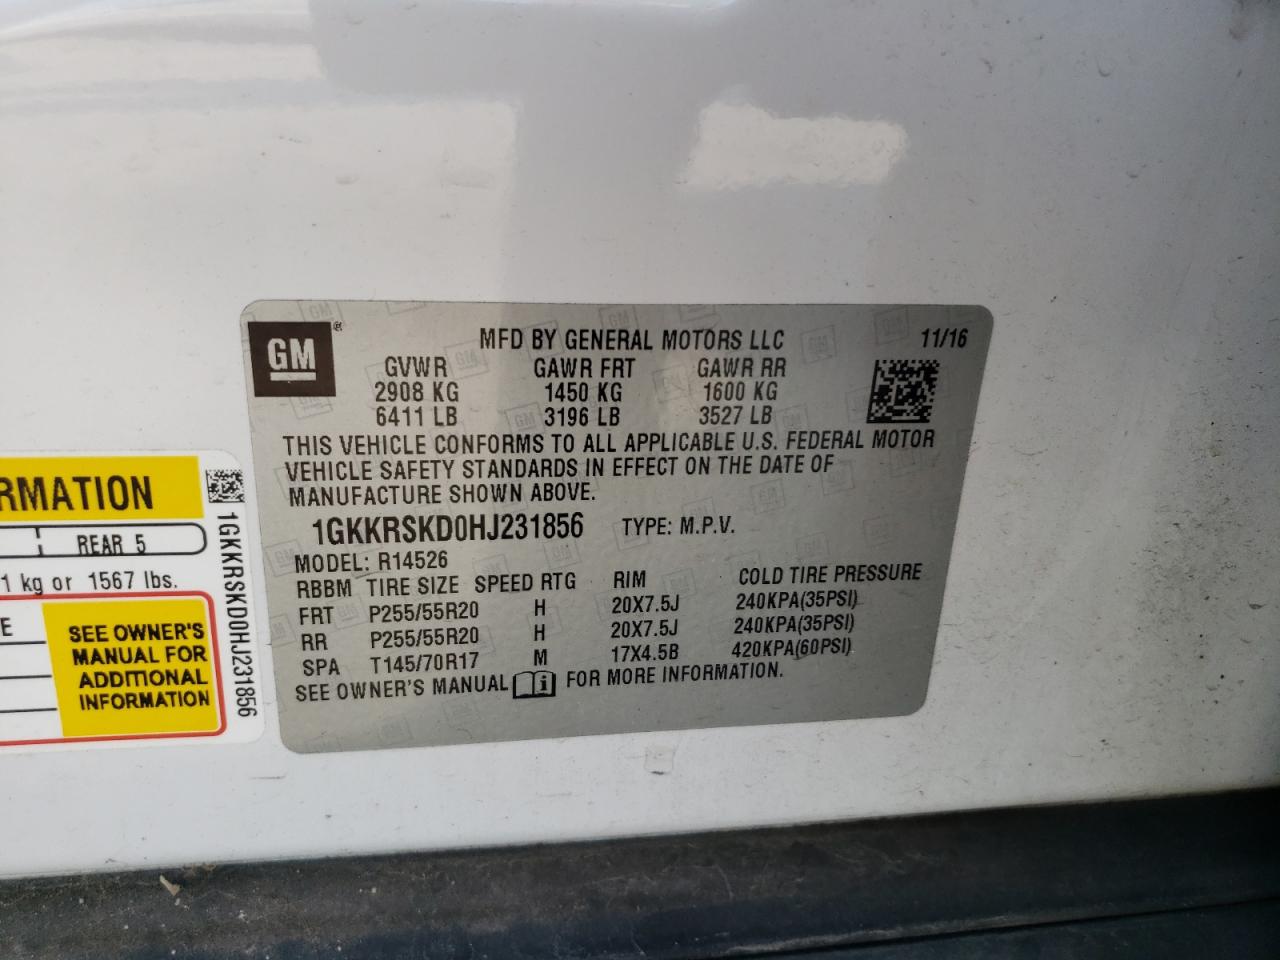 GM ®
MFD BY GENERAL MOTORS LLC 11/16
GVWR GAWR FRT GAWR RR
2908 KG 1450 KG 1600 KG
6411 LB 3196 LB 3527 LB
THIS VEHICLE CONFORMS TO ALL APPLICABLE U.S. FEDERAL MOTOR
VEHICLE SAFETY STANDARDS IN EFFECT ON THE DATE OF
MANUFACTURE SHOWN ABOVE.
1GKKRSKD0HJ231856 TYPE: M.P.V.
MODEL: R14526
RBBM TIRE SIZE SPEED RTG RIM COLD TIRE PRESSURE
FRT P255/55R20 H 20X7.5J 240KPA(35PSI)
RR P255/55R20 H 20X7.5J 240KPA(35PSI)
SPA T145/70R17 M 17X4.5B 420KPA(60PSI)
SEE OWNER'S MANUAL i FOR MORE INFORMATION.
RMATION
REAR 5
1 kg or 1567 lbs.
E
SEE OWNER'S
MANUAL FOR
ADDITIONAL
INFORMATION
1GKKRSKD0HJ231856